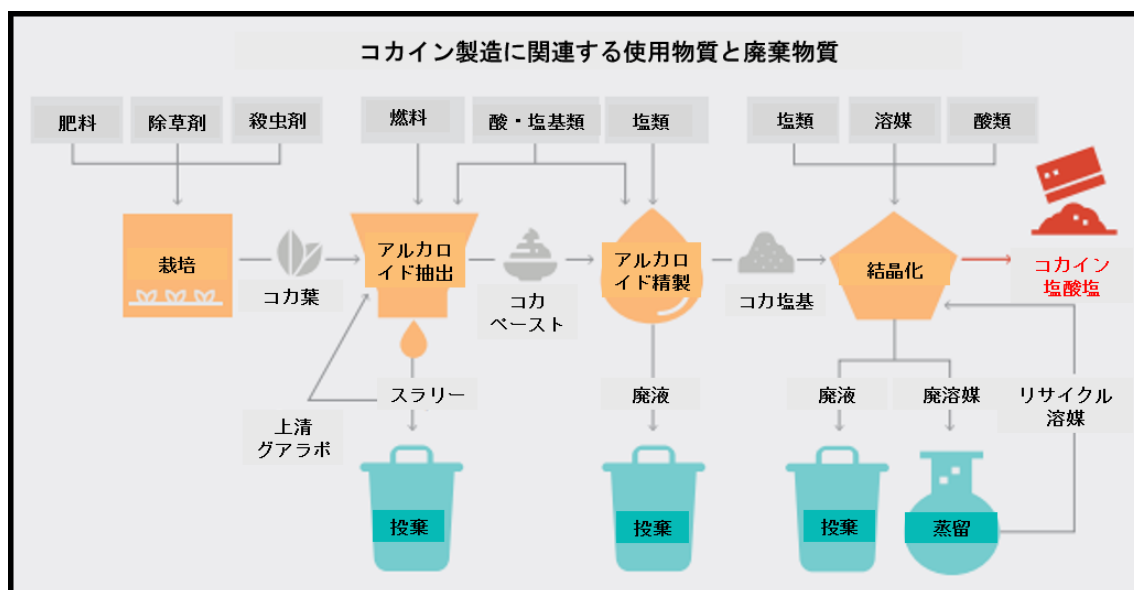 コカイン製造に関連する使用物質と廃棄物質
肥料
除草剤
殺虫剤
燃料
酸・塩基類
塩類
塩類
溶媒
酸類
栽培
コカ葉
アルカロ
イド抽出
コカ
ペースト
アルカロ
イド精製
コカ塩基
結晶化
コカイン
塩酸塩
上清
グアラボ
スラリー
廃液
廃液
廃溶媒
リサイクル
溶媒
投棄
投棄
投棄
蒸留